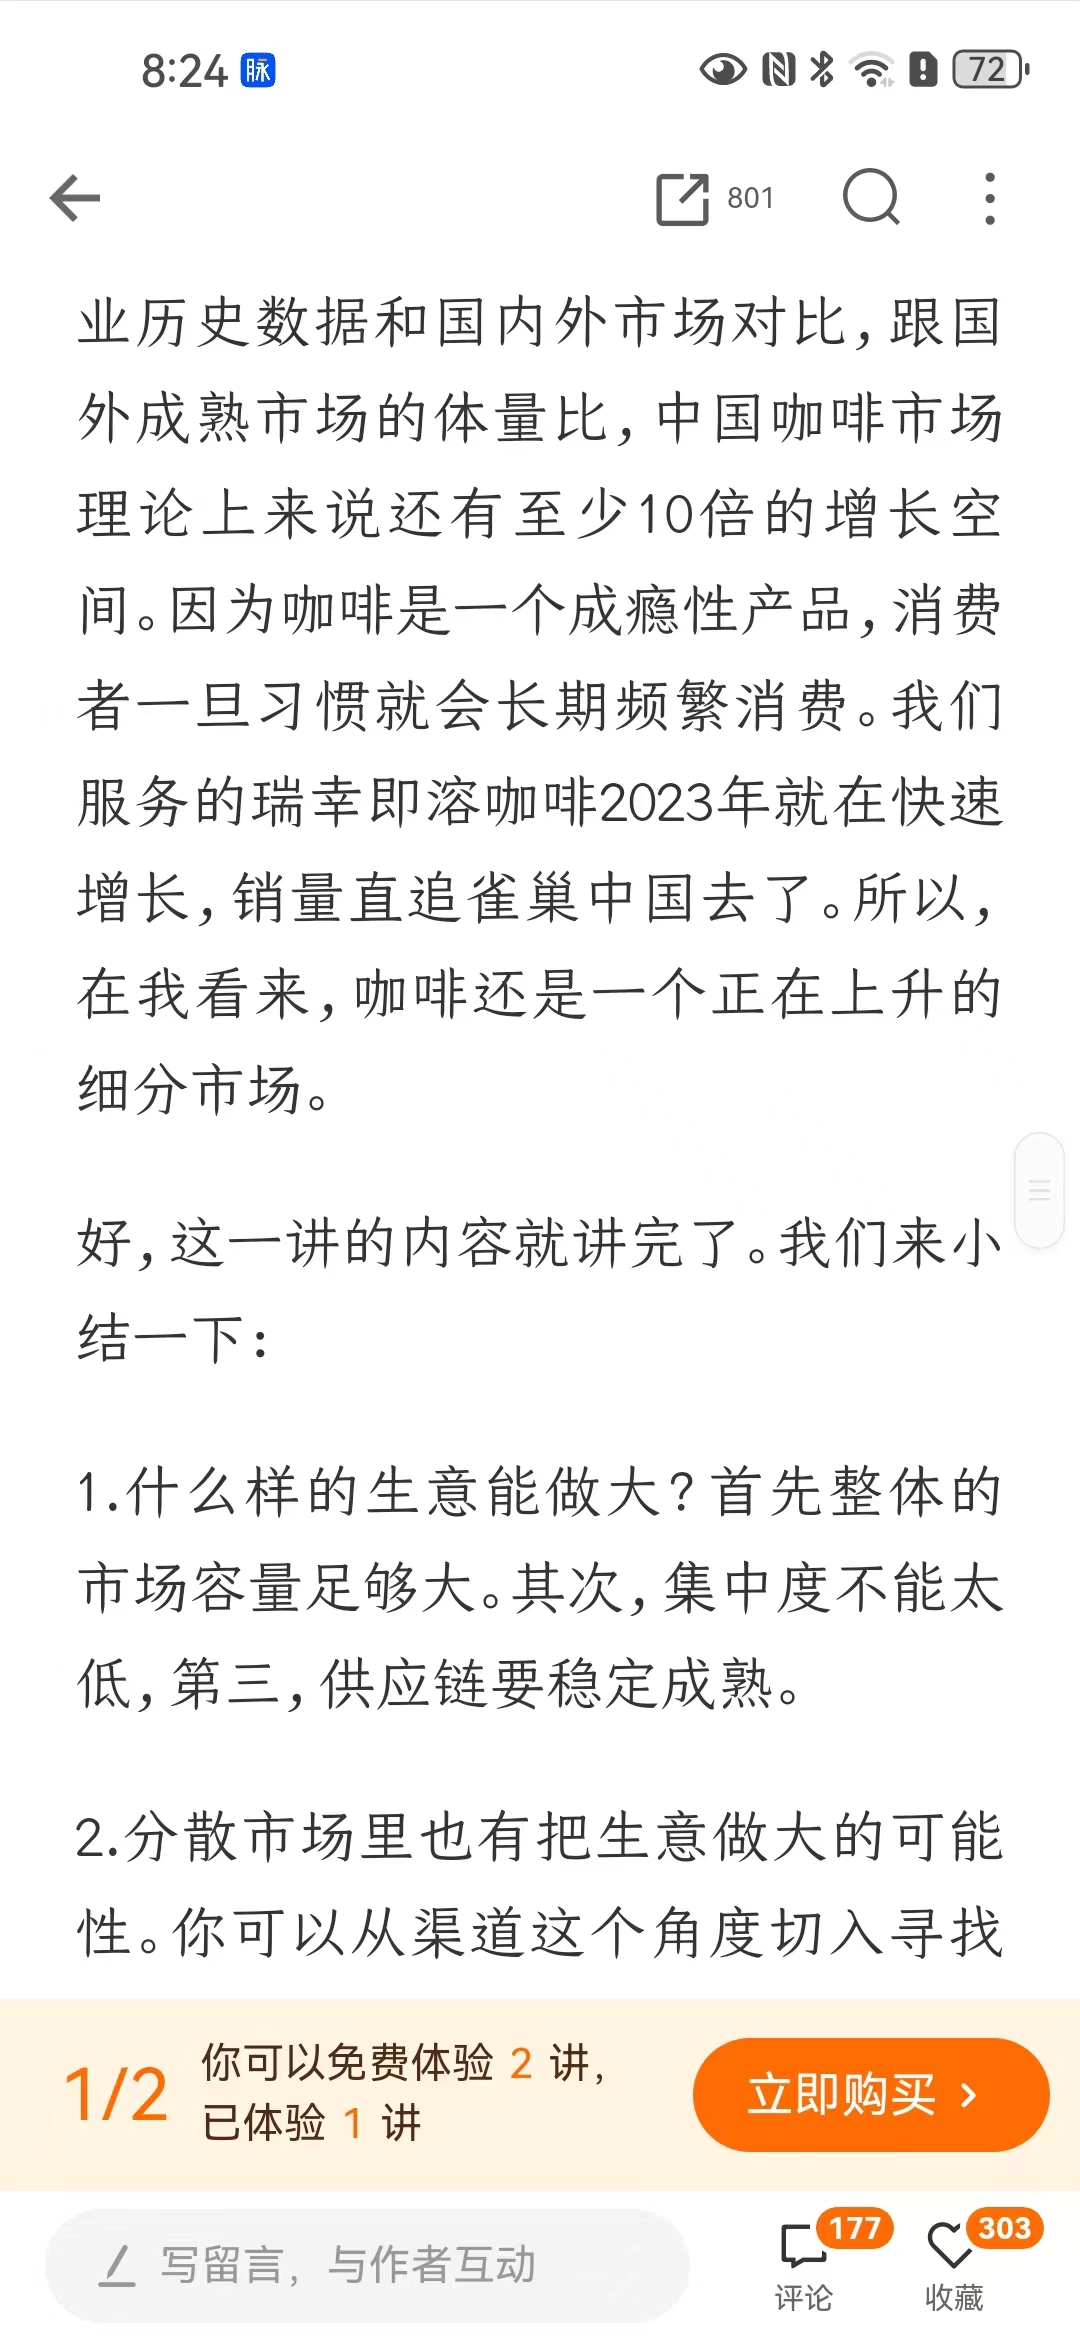 8:24 脉 72
801
业历史数据和国内外市场对比，跟国
外成熟市场的体量比，中国咖啡市场
理论上来说还有至少10倍的增长空
间。因为咖啡是一个成瘾性产品，消费
者一旦习惯就会长期频繁消费。我们
服务的瑞幸即溶咖啡2023年就在快速
增长，销量直追雀巢中国去了。所以，
在我看来，咖啡还是一个正在上升的
细分市场。
好，这一讲的内容就讲完了。我们来小
结一下：
1.什么样的生意能做大？首先整体的
市场容量足够大。其次，集中度不能太
低，第三，供应链要稳定成熟。
2.分散市场里也有把生意做大的可能
性。你可以从渠道这个角度切入寻找
1/2
你可以免费体验 2 讲，
已体验 1 讲
立即购买
写留言，与作者互动
177
评论
303
收藏